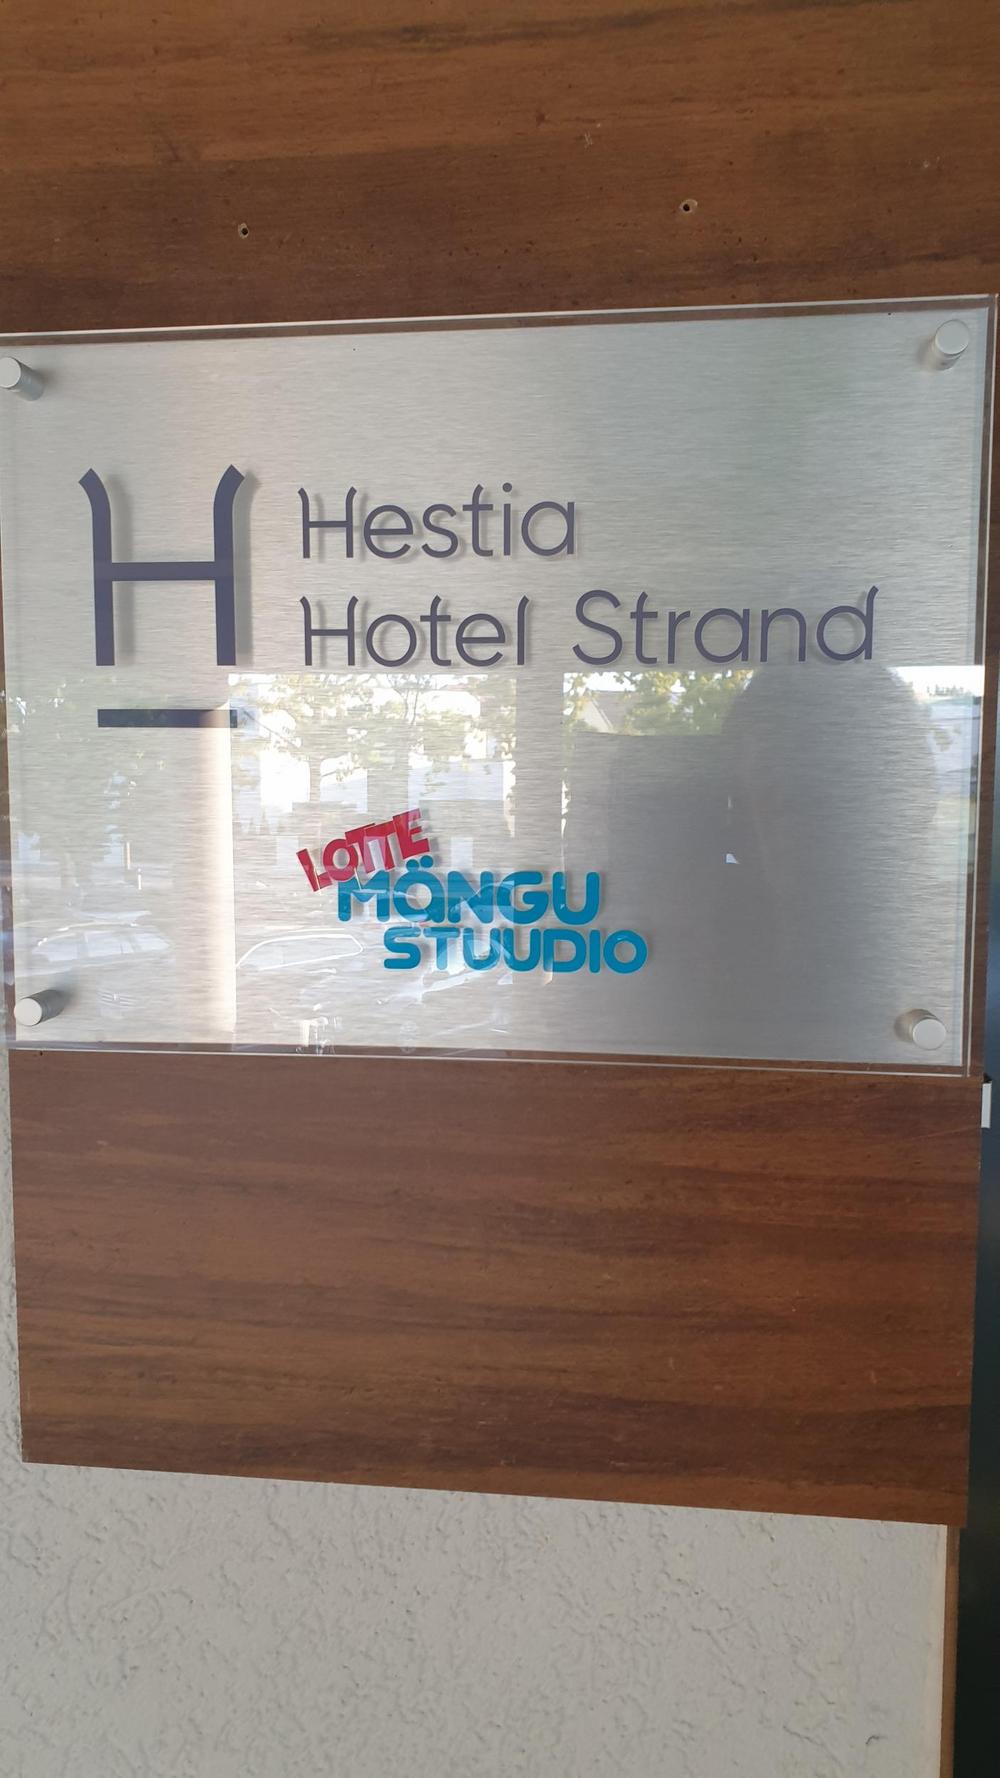 H Hestia
Hotel Strand
LOTTE
MÄNGU
STUUDIO